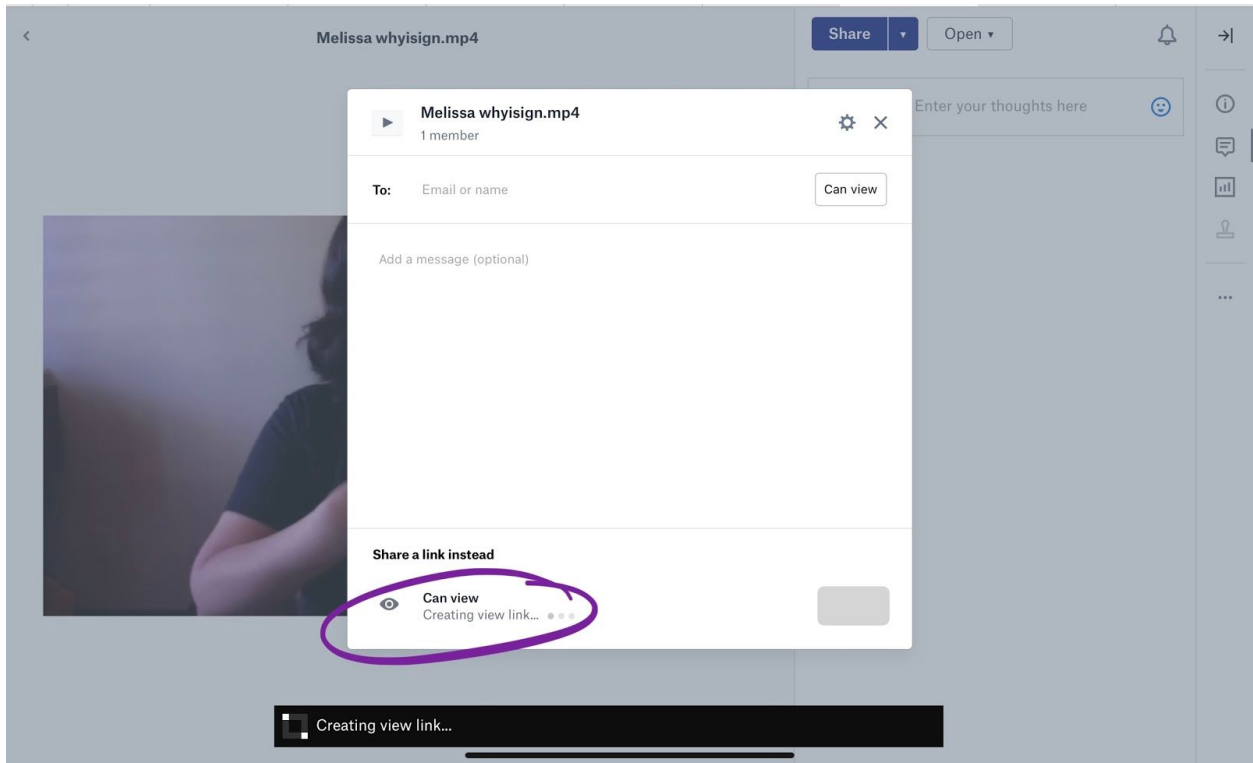 Melissa whyisign.mp4
Share
Open
Enter your thoughts here
Melissa whyisign.mp4
1 member
To: Email or name Can view
Add a message (optional)
Share a link instead
Can view
Creating view link...
Creating view link...